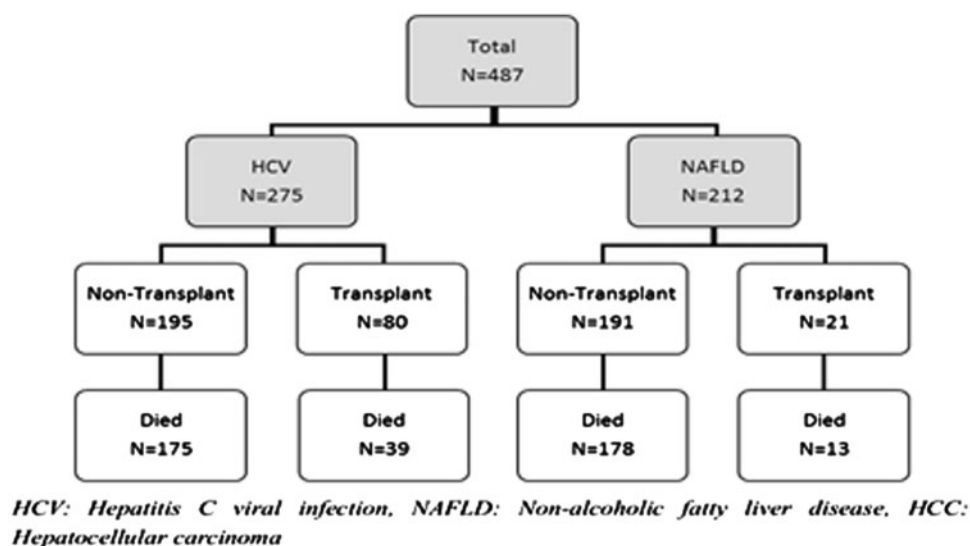 Total
N=487
HCV
N=275
NAFLD
N=212
Non-Transplant
N=195
Transplant
N=80
Non-Transplant
N=191
Transplant
N=21
Died
N=175
Died
N=39
Died
N=178
Died
N=13
HCV: Hepatitis C viral infection, NAFLD: Non-alcoholic fatty liver disease, HCC:
Hepatocellular carcinoma